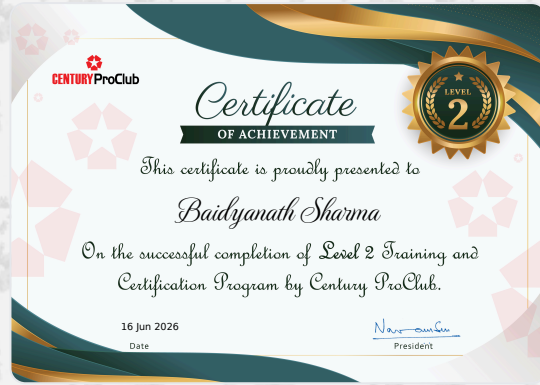 CENTURY ProClub
Certificate
OF ACHIEVEMENT
LEVEL
2
This certificate is proudly presented to
Baidyanath Sharma
On the successful completion of Level 2 Training and
Certification Program by Century ProClub.
16 Jun 2026
Date
President